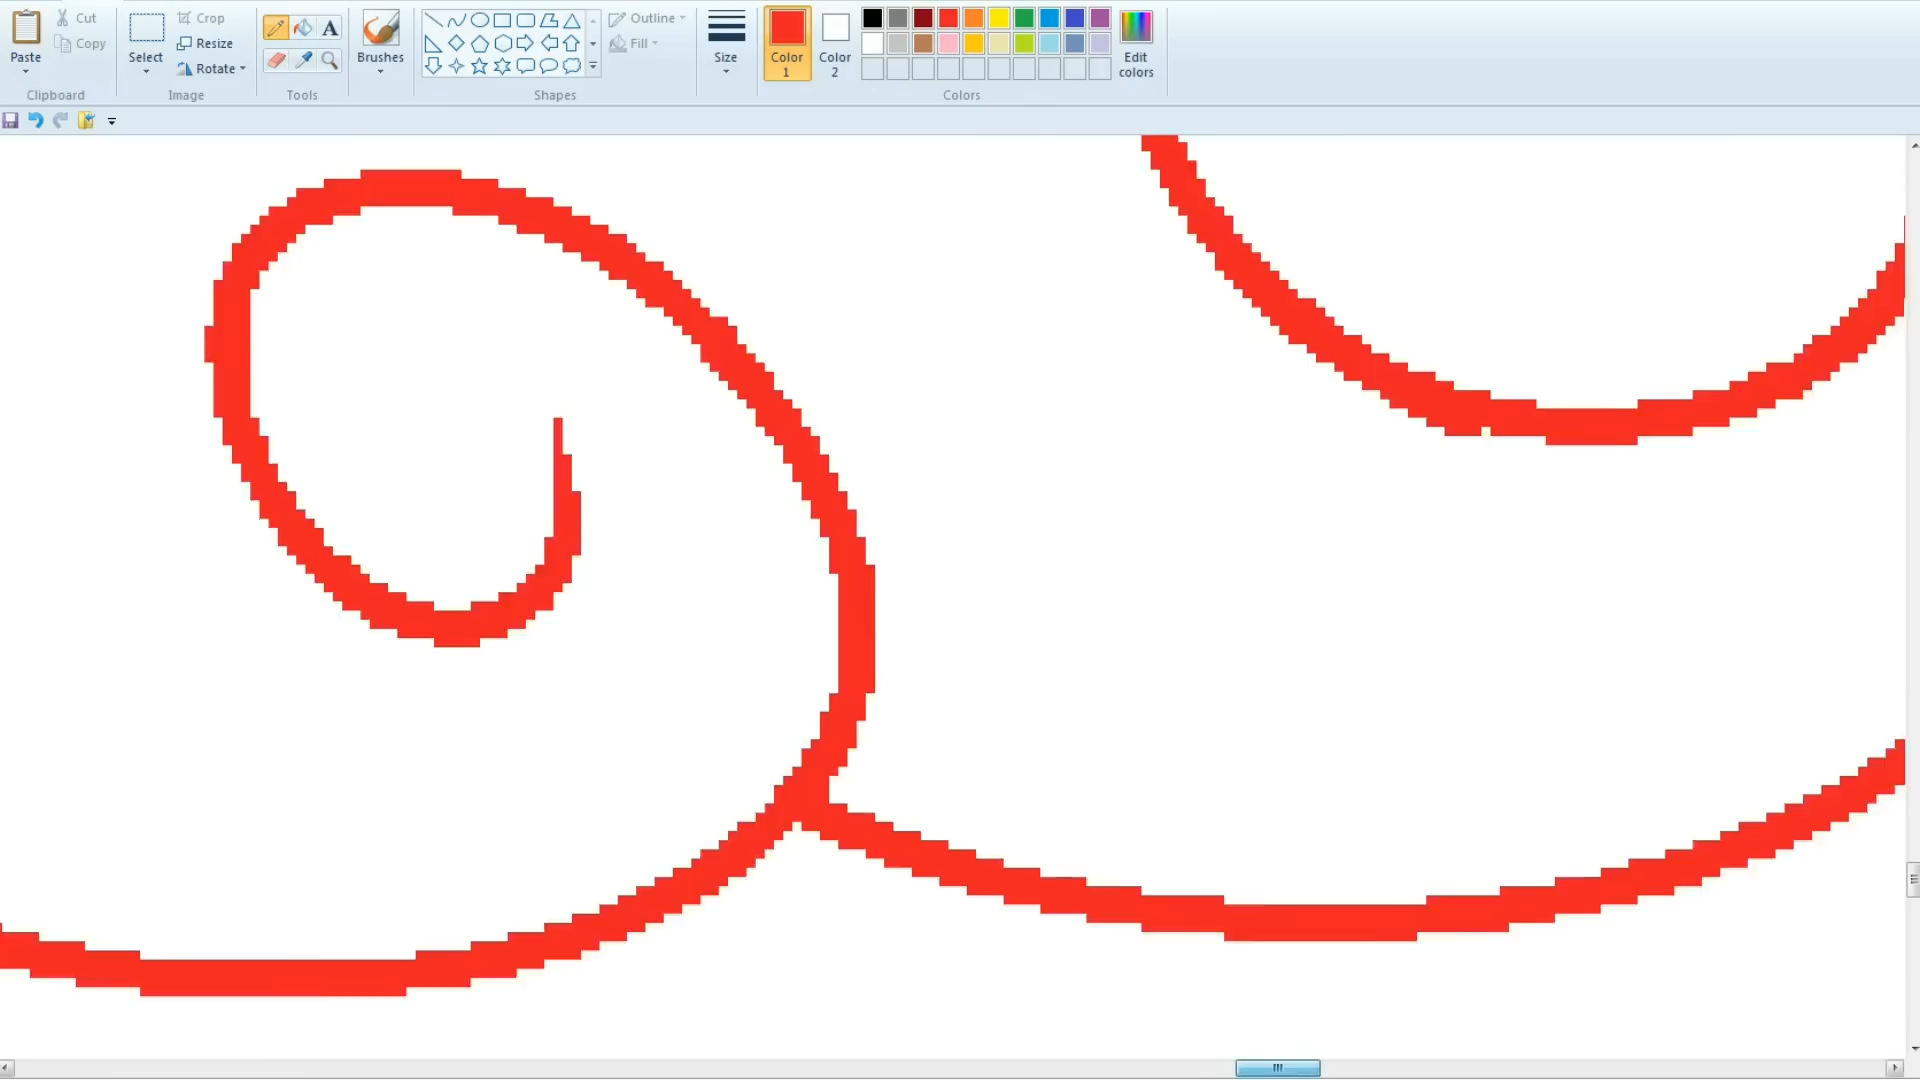 Paste
Cut
Copy
Clipboard
Select
Crop
Resize
Rotate
Image
A
Tools
Brushes
Shapes
Outline
Fill
Size
Color
1
Color
2
Edit
colors
Colors